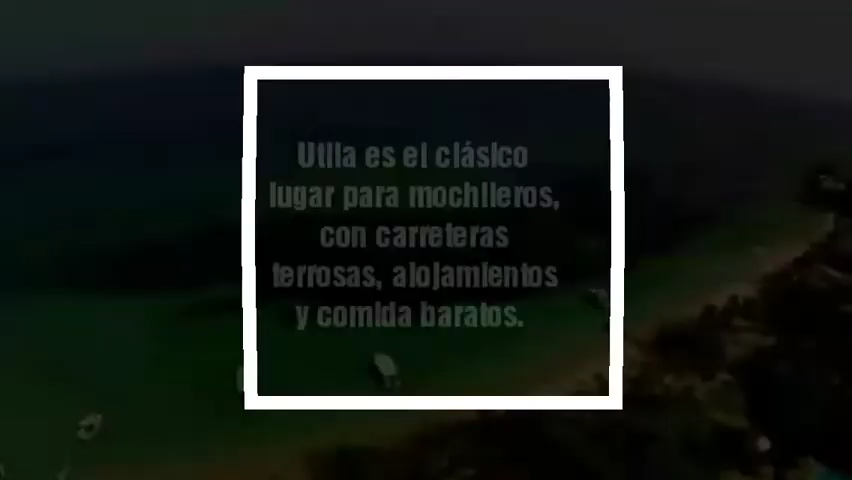 Utila es el clásico
lugar para mochileros,
con carreteras
terrosas, alojamientos
y comida baratos.